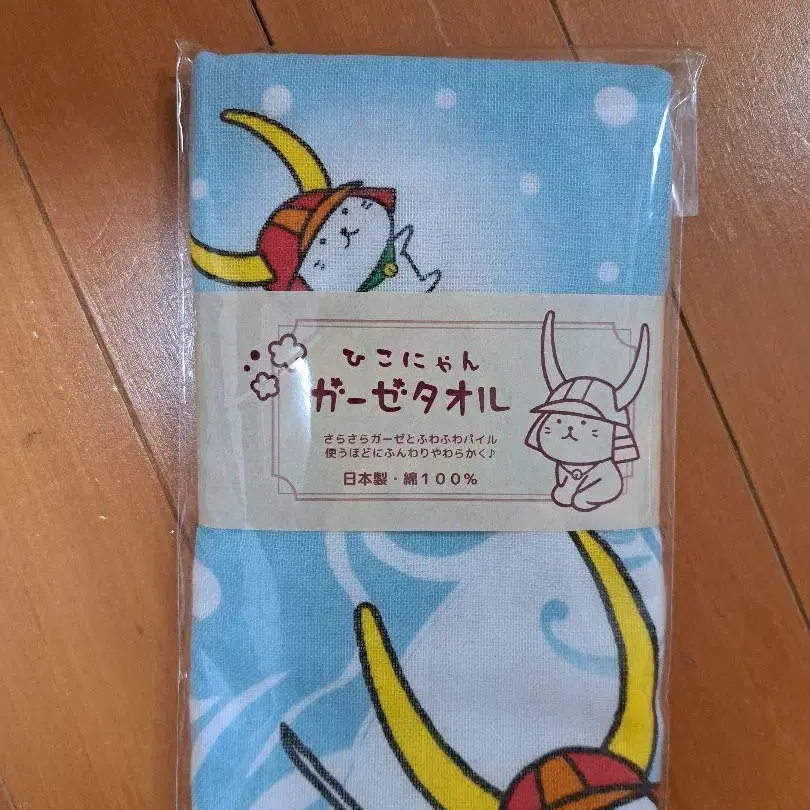 ひこにゃん
ガーゼタオル
さらさらガーゼとふわふわパイル
使うほどにふんわりやわらかく♪
日本製・綿100%